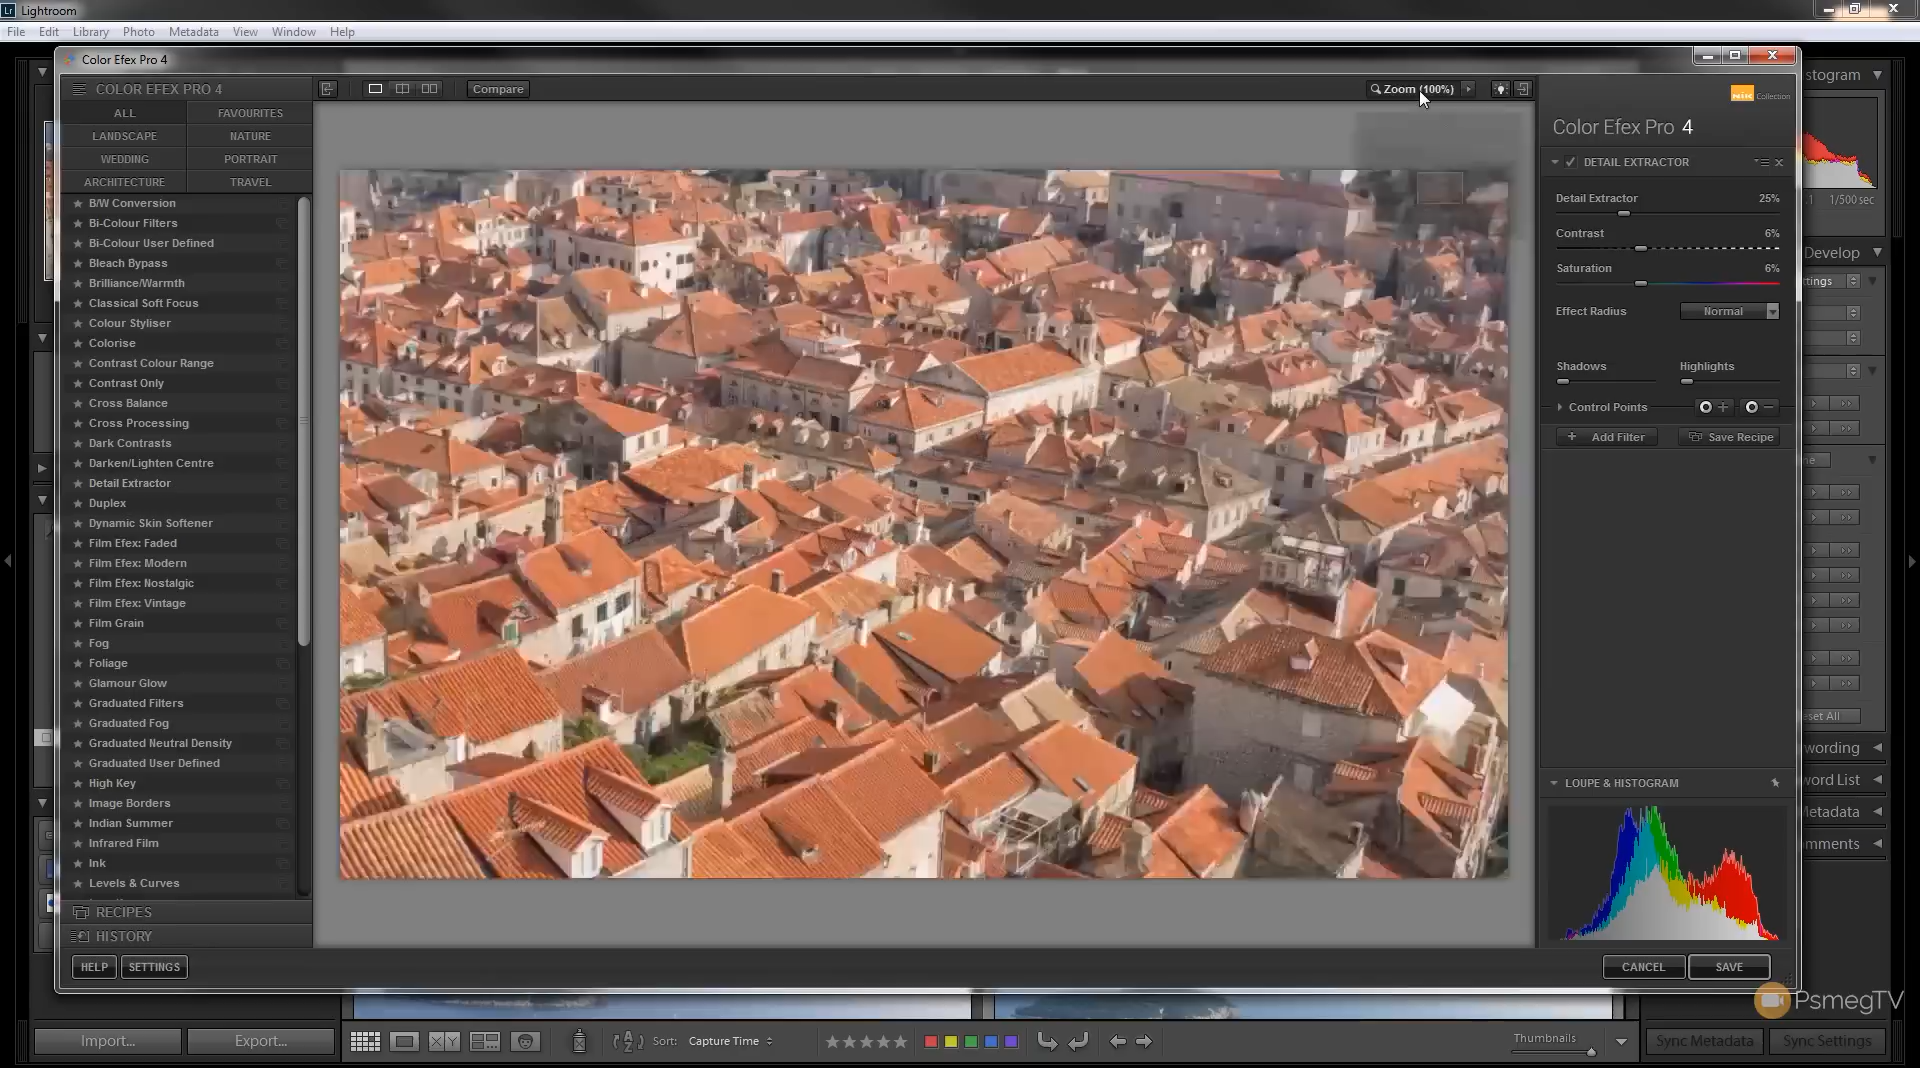 Lr Lightroom
File Edit Library Photo Metadata View Window Help
Color Efex Pro 4
COLOR EFEX PRO 4
Compare
Zoom (100%)
ALL FAVOURITES
LANDSCAPE NATURE
WEDDING PORTRAIT
ARCHITECTURE TRAVEL
B/W Conversion
Bi-Colour Filters
Bi-Colour User Defined
Bleach Bypass
Brilliance/Warmth
Classical Soft Focus
Colour Styliser
Colorise
Contrast Colour Range
Contrast Only
Cross Balance
Cross Processing
Dark Contrasts
Darken/Lighten Centre
Detail Extractor
Duplex
Dynamic Skin Softener
Film Efex: Faded
Film Efex: Modern
Film Efex: Nostalgic
Film Efex: Vintage
Film Grain
Fog
Foliage
Glamour Glow
Graduated Filters
Graduated Fog
Graduated Neutral Density
Graduated User Defined
High Key
Image Borders
Indian Summer
Infrared Film
Ink
Levels & Curves
RECIPES
HISTORY
HELP SETTINGS
Nik Collection
Color Efex Pro 4
DETAIL EXTRACTOR
Detail Extractor 25%
Contrast 6%
Saturation 6%
Effect Radius Normal
Shadows Highlights
Control Points
Add Filter Save Recipe
LOUPE & HISTOGRAM
CANCEL SAVE
stogram
.1 1/500 sec
Develop
ttings
ne
eset All
wording
word List
Metadata
mments
PsmegTV
Import... Export...
Sort: Capture Time
Thumbnails
Sync Metadata Sync Settings